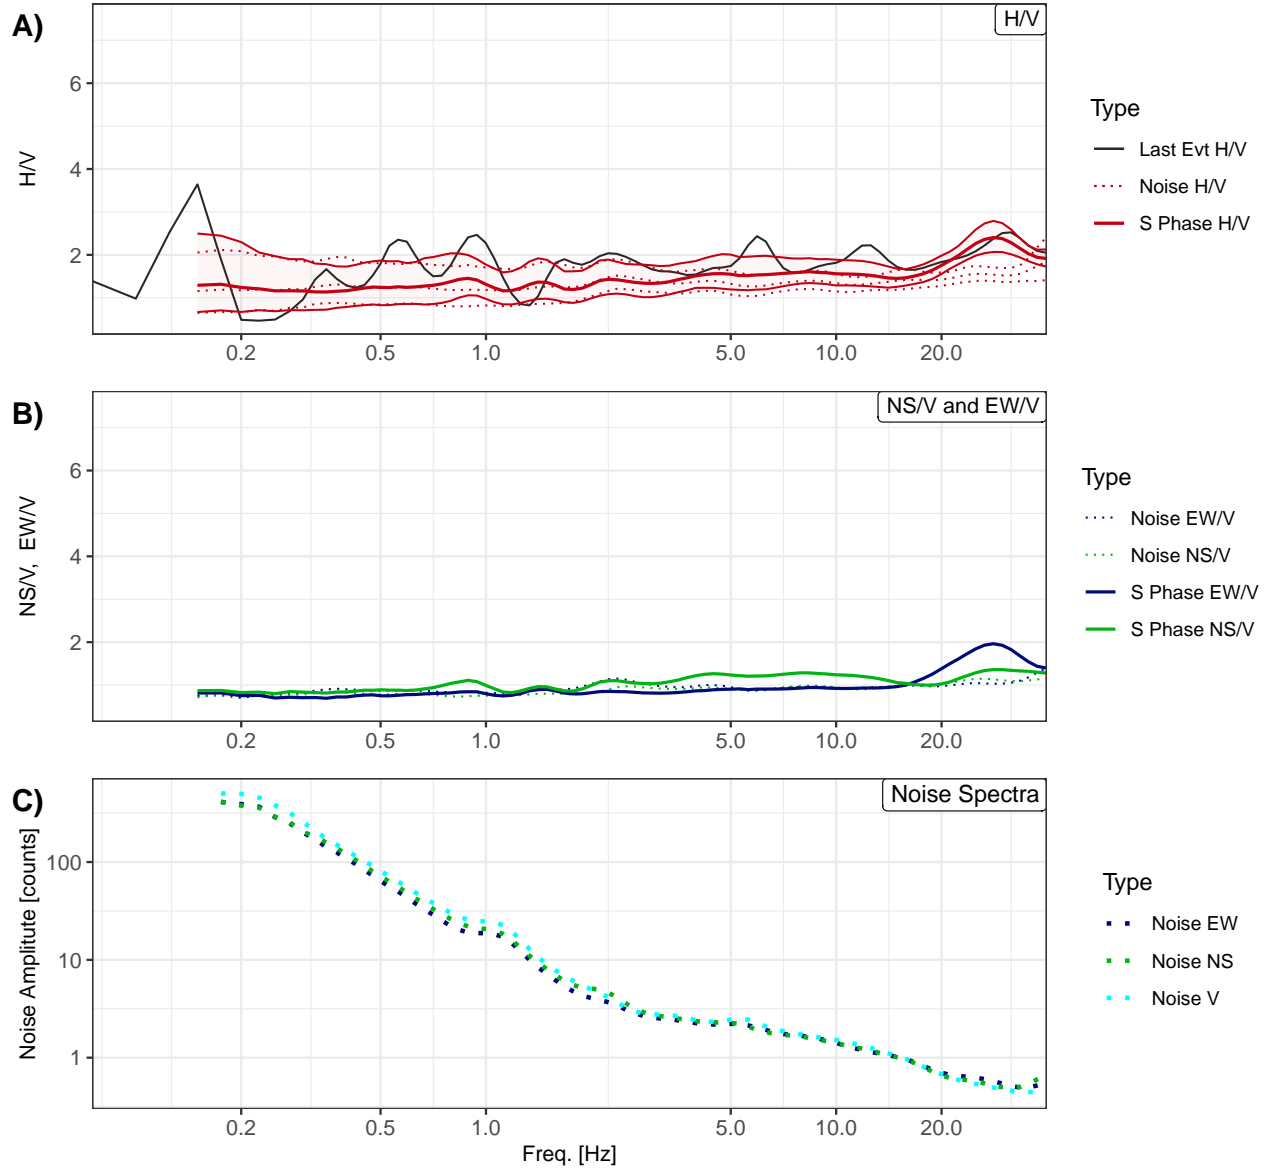 A)
H/V
6
4
2
H/V
0.2 0.5 1.0 5.0 10.0 20.0
Type
Last Evt H/V
Noise H/V
S Phase H/V
B)
NS/V and EW/V
6
4
2
NS/V, EW/V
0.2 0.5 1.0 5.0 10.0 20.0
Type
Noise EW/V
Noise NS/V
S Phase EW/V
S Phase NS/V
C)
Noise Spectra
100
10
1
Noise Amplitute [counts]
0.2 0.5 1.0 5.0 10.0 20.0
Freq. [Hz]
Type
Noise EW
Noise NS
Noise V